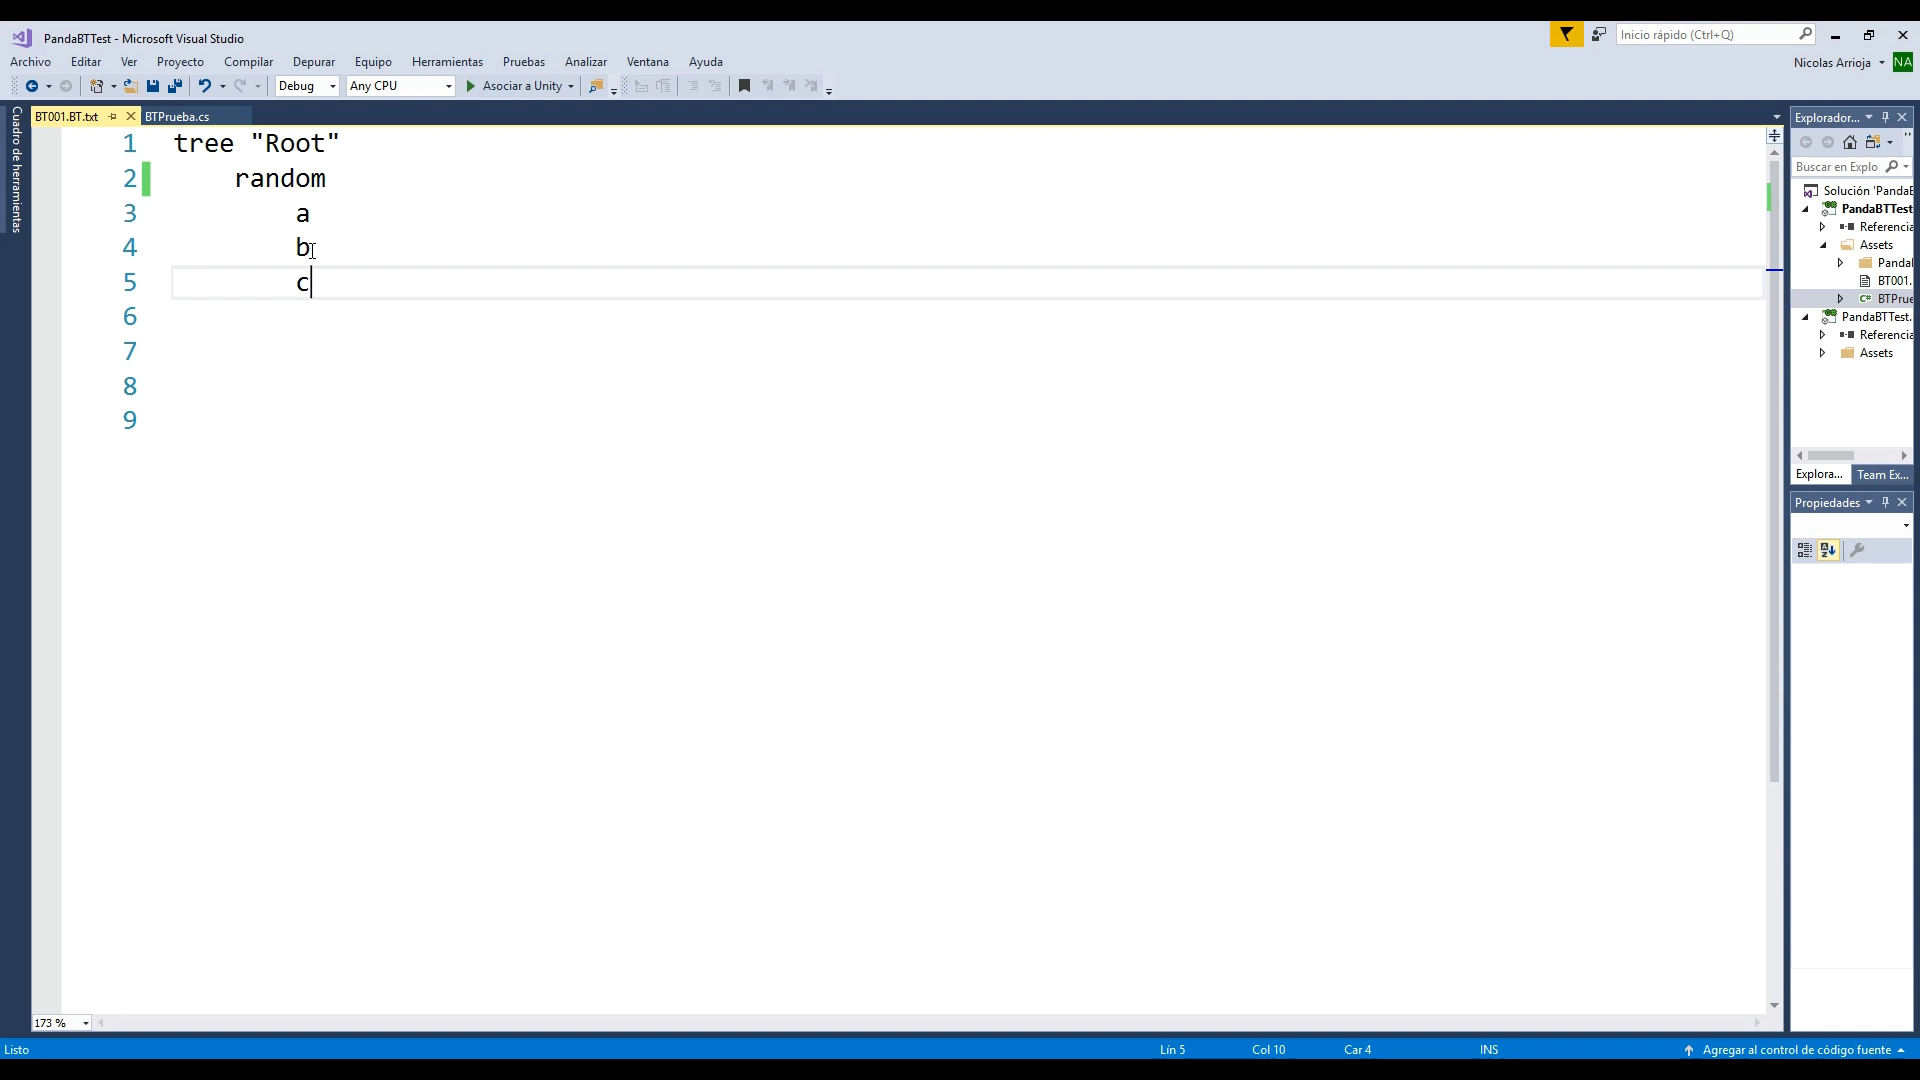 PandaBTTest - Microsoft Visual Studio
Inicio rápido (Ctrl+Q)
Archivo Editar Ver Proyecto Compilar Depurar Equipo Herramientas Pruebas Analizar Ventana Ayuda
Nicolas Arrioja NA
Debug Any CPU Asociar a Unity
Cuadro de herramientas
BT001.BT.txt BTPrueba.cs
1 tree "Root"
2 random
3 a
4 b
5 c
6
7
8
9
Explorador...
Buscar en Explo
Solución 'PandaB
PandaBTTest
Referencia
Assets
Panda
BT001.
C# BTPrue
PandaBTTest.
Referencia
Assets
Explora... Team Ex...
Propiedades
173 %
Listo Lín 5 Col 10 Car 4 INS Agregar al control de código fuente